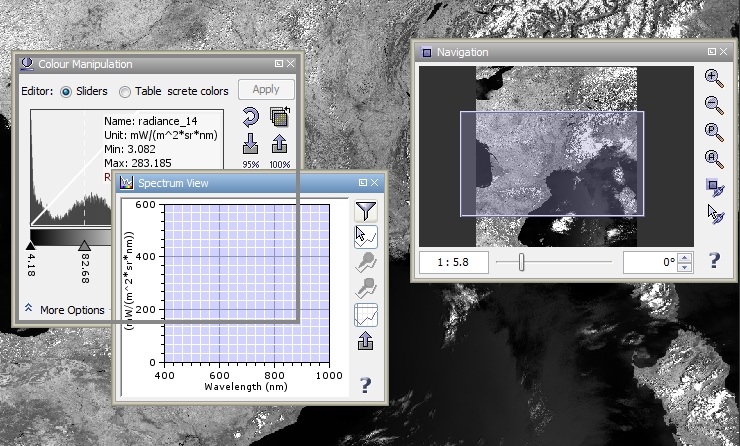 Colour Manipulation
Editor: Sliders Table screte colors Apply
Name: radiance_14
Unit: mW/(m^2*sr*nm)
Min: 3.082
Max: 283.185
R
95% 100%
4.18
82.68
More Options
Spectrum View
(mW/(m^2*sr*nm))
600
400
200
0
400 600 800 1000
Wavelength (nm)
?
Navigation
P
A
1 : 5.8
0°
?